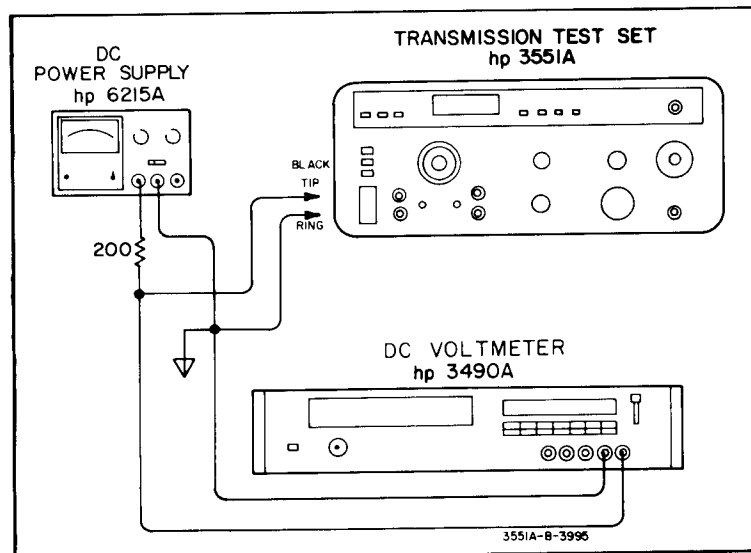 DC
POWER SUPPLY
hp 6215A
TRANSMISSION TEST SET
hp 3551A
BLACK
TIP
RING
200
DC VOLTMETER
hp 3490A
3551A-B-3995